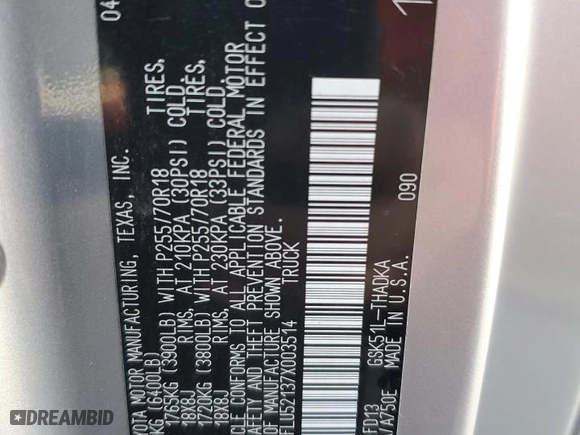 04
YOTA MOTOR MANUFACTURING, TEXAS, INC.
KG (6400LB)
1765KG (3900LB) WITH P255/70R18 TIRES,
18X8J RIMS, AT 210KPA (30PSI) COLD
1720KG (3800LB) WITH P255/70R18 TIRES,
18X8J RIMS, AT 230KPA (33PSI) COLD,
CLE CONFORMS TO ALL APPLICABLE FEDERAL MOTOR
AFETY AND THEFT PREVENTION STANDARDS IN EFFECT O
OF MANUFACTURE SHOWN ABOVE.
FLU52137X003514 TRUCK
090
FD13 GSK51L-THADKA
/A750E MADE IN U.S.A.
DREAMBID